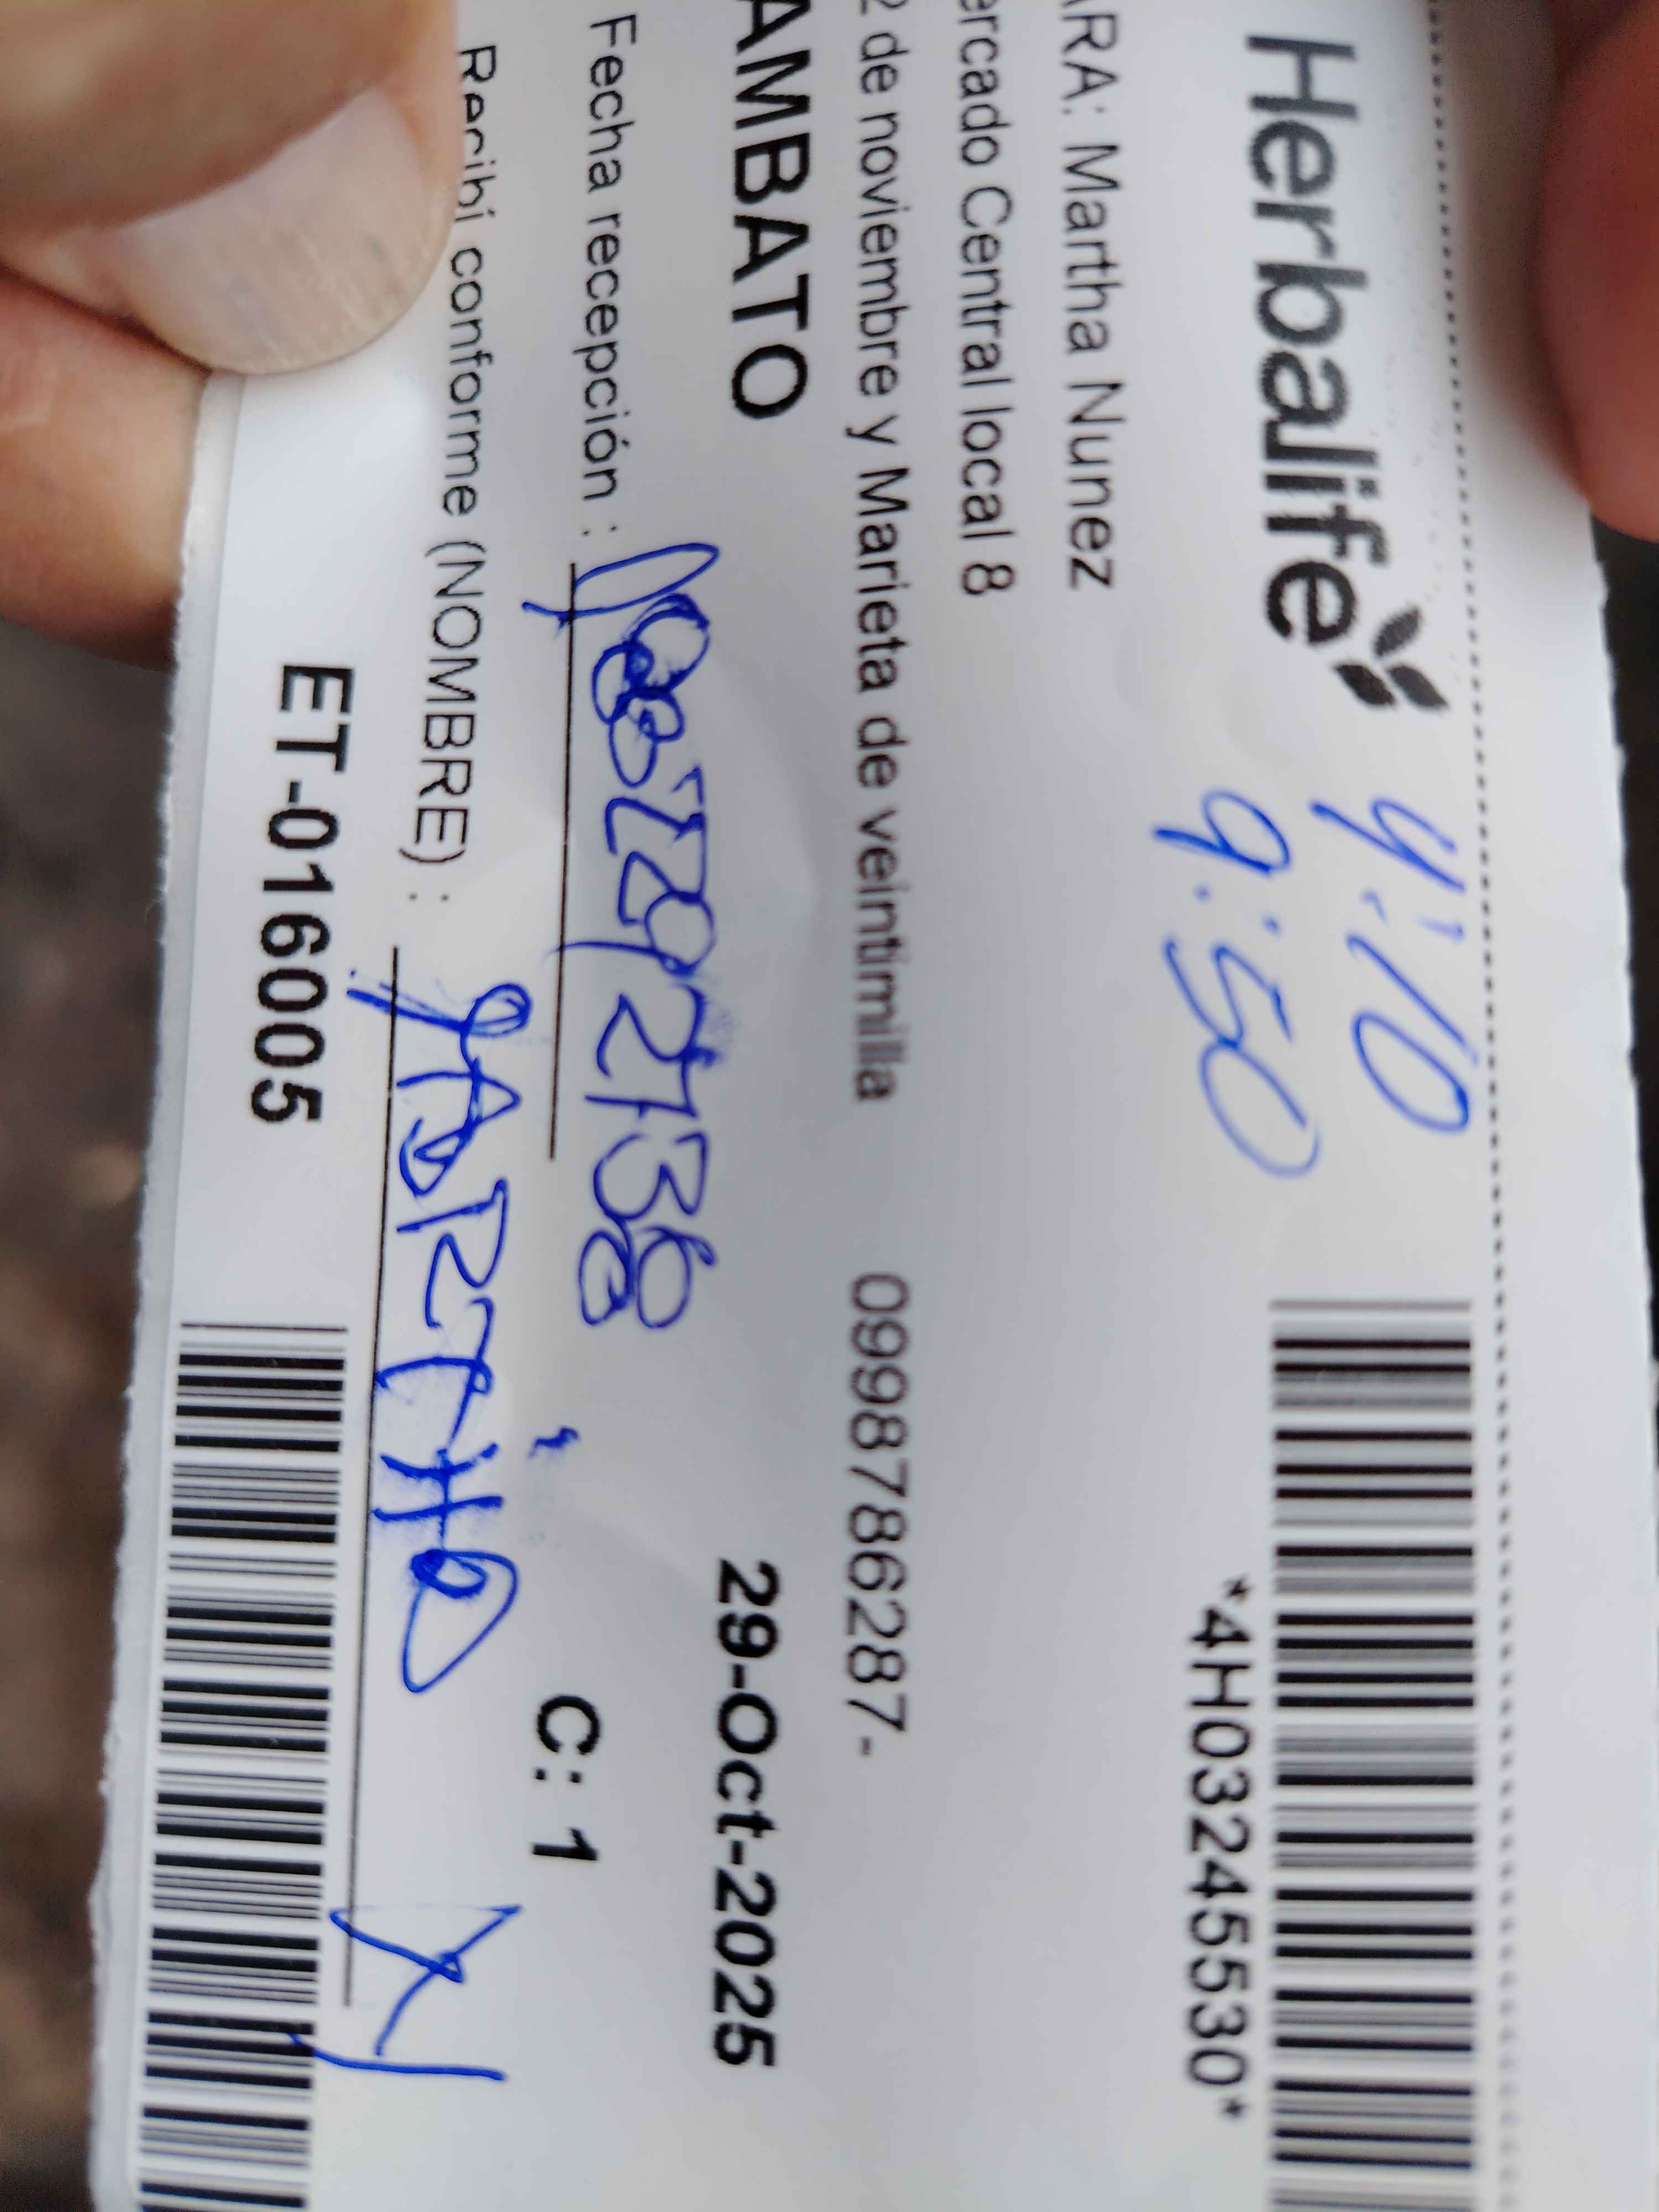 Herbalife
4:10
9:50
*4H03245530*
ARA: Martha Nunez
ercado Central local 8
2 de noviembre y Marieta de veintimilla 0998786287-
AMBATO
29-Oct-2025
Fecha recepción :
C: 1
Recibí conforme (NOMBRE) :
ET-016005